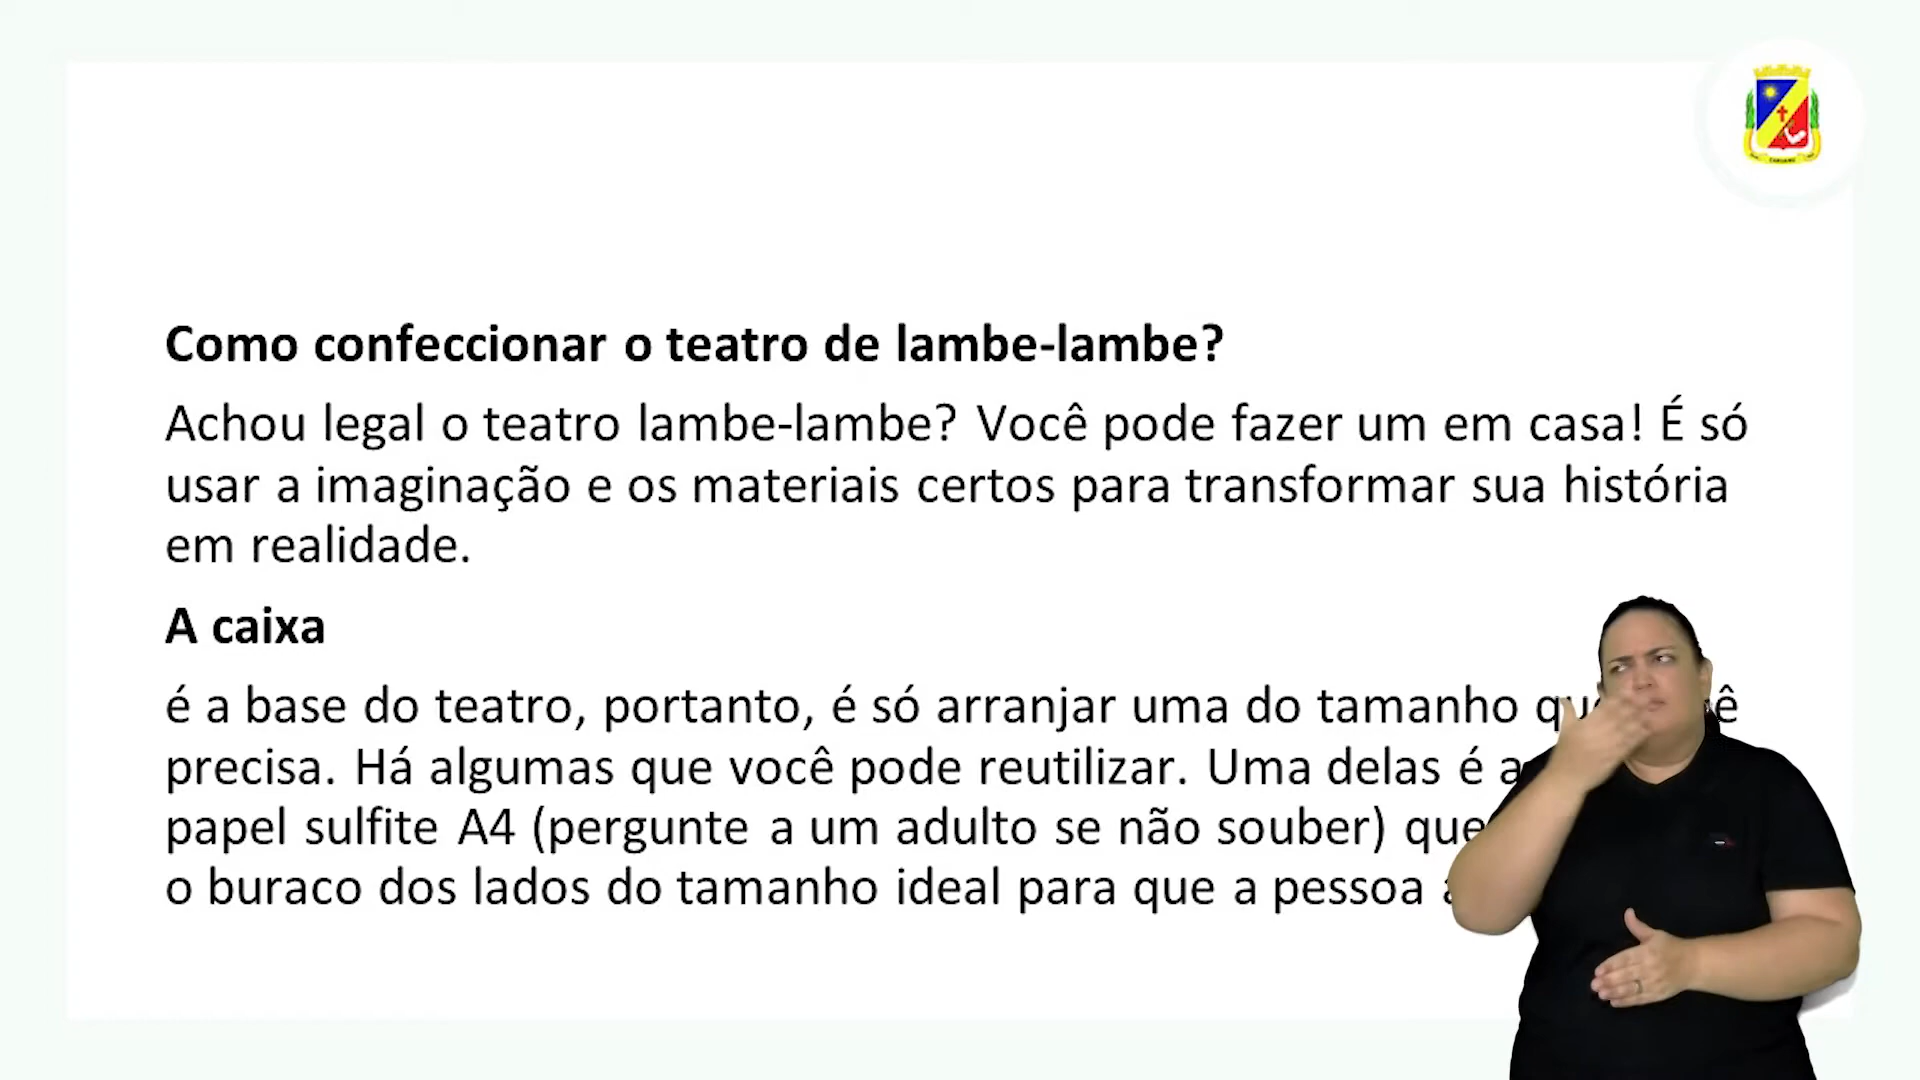 Como confeccionar o teatro de lambe-lambe?
Achou legal o teatro lambe-lambe? Você pode fazer um em casa! É só
usar a imaginação e os materiais certos para transformar sua história
em realidade.
A caixa
é a base do teatro, portanto, é só arranjar uma do tamanho que
precisa. Há algumas que você pode reutilizar. Uma delas é
papel sulfite A4 (pergunte a um adulto se não souber) que
o buraco dos lados do tamanho ideal para que a pessoa